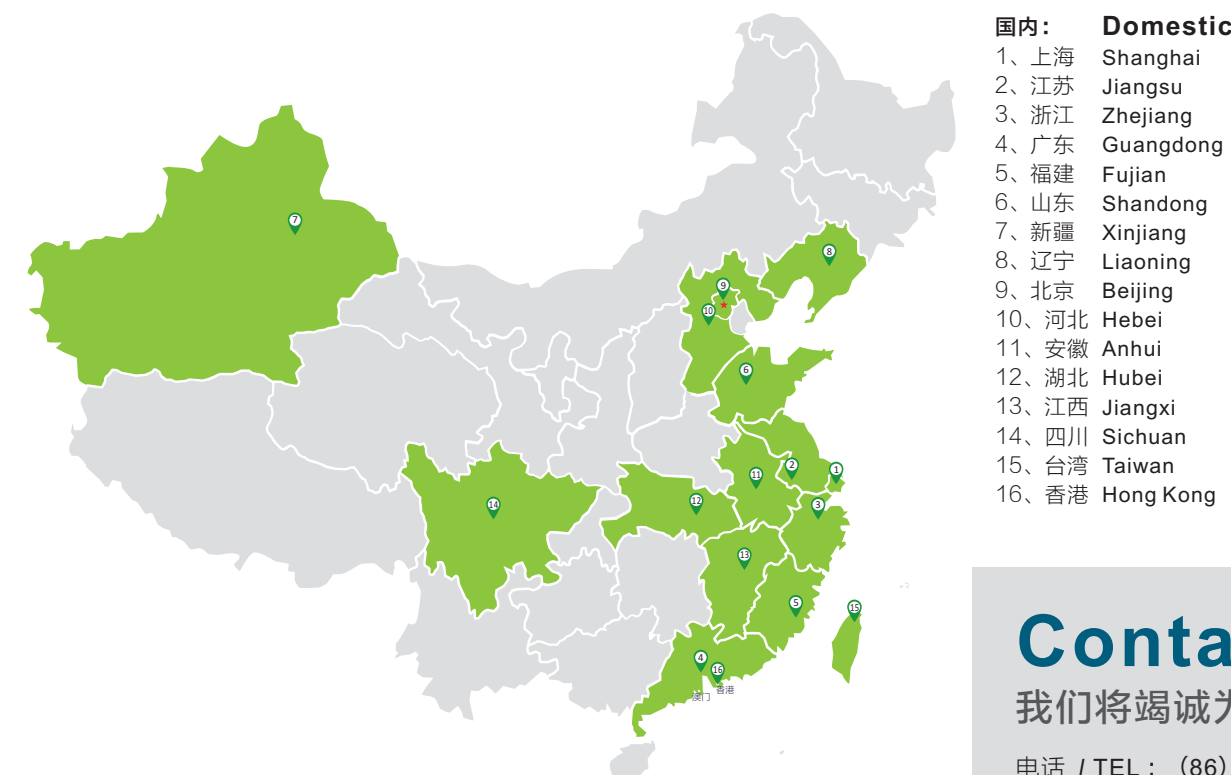 国内： Domestic
1、上海 Shanghai
2、江苏 Jiangsu
3、浙江 Zhejiang
4、广东 Guangdong
5、福建 Fujian
6、山东 Shandong
7、新疆 Xinjiang
8、辽宁 Liaoning
9、北京 Beijing
10、河北 Hebei
11、安徽 Anhui
12、湖北 Hubei
13、江西 Jiangxi
14、四川 Sichuan
15、台湾 Taiwan
16、香港 Hong Kong
7
8
9
10
6
11
2
1
14
12
3
13
5
15
4
16
香港
澳门
Conta
我们将竭诚为
电话 / TEL : （86）